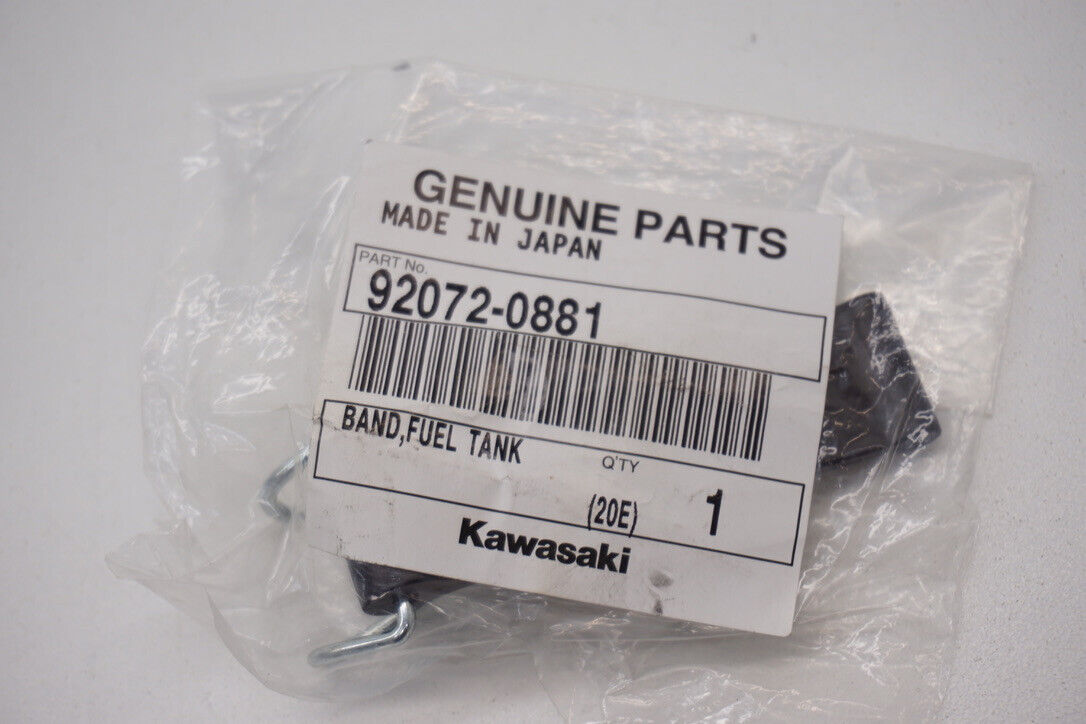 GENUINE PARTS
MADE IN JAPAN
PART No.
92072-0881
BAND,FUEL TANK
Q'TY
(20E) 1
Kawasaki